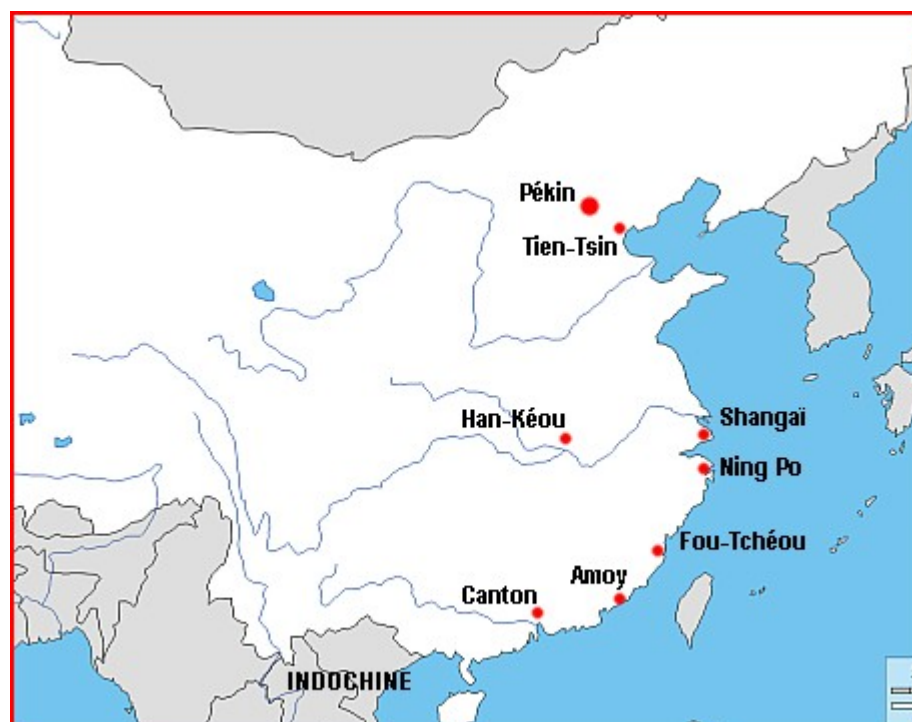 Pékin
Tien-Tsin
Han-Kéou
Shangaï
Ning Po
Fou-Tchéou
Amoy
Canton
INDOCHINE